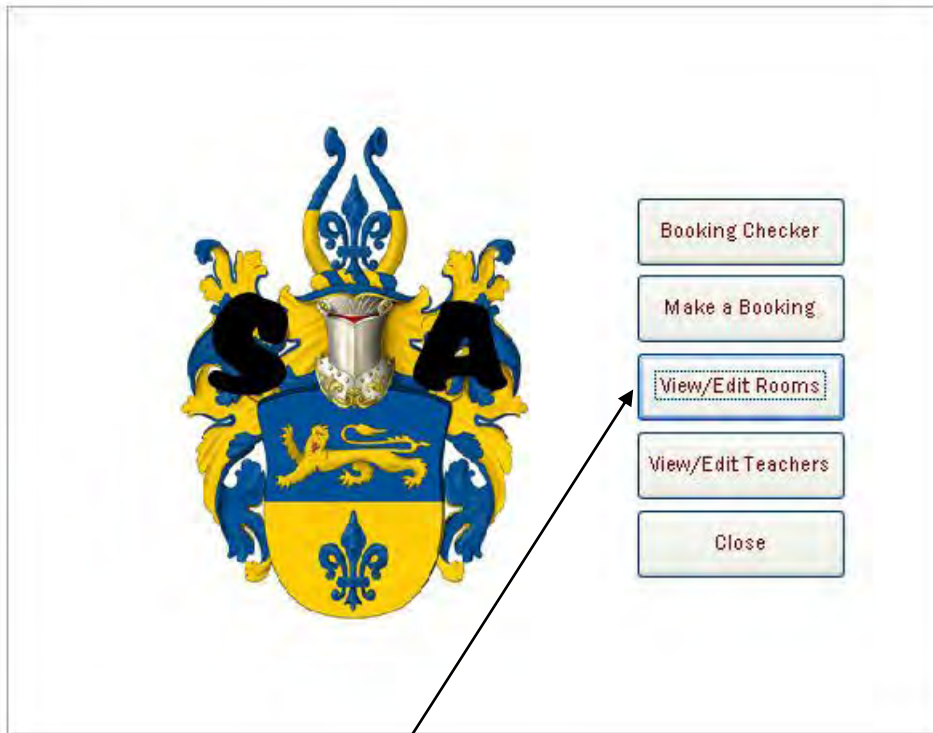 S A
Booking Checker
Make a Booking
View/Edit Rooms
View/Edit Teachers
Close